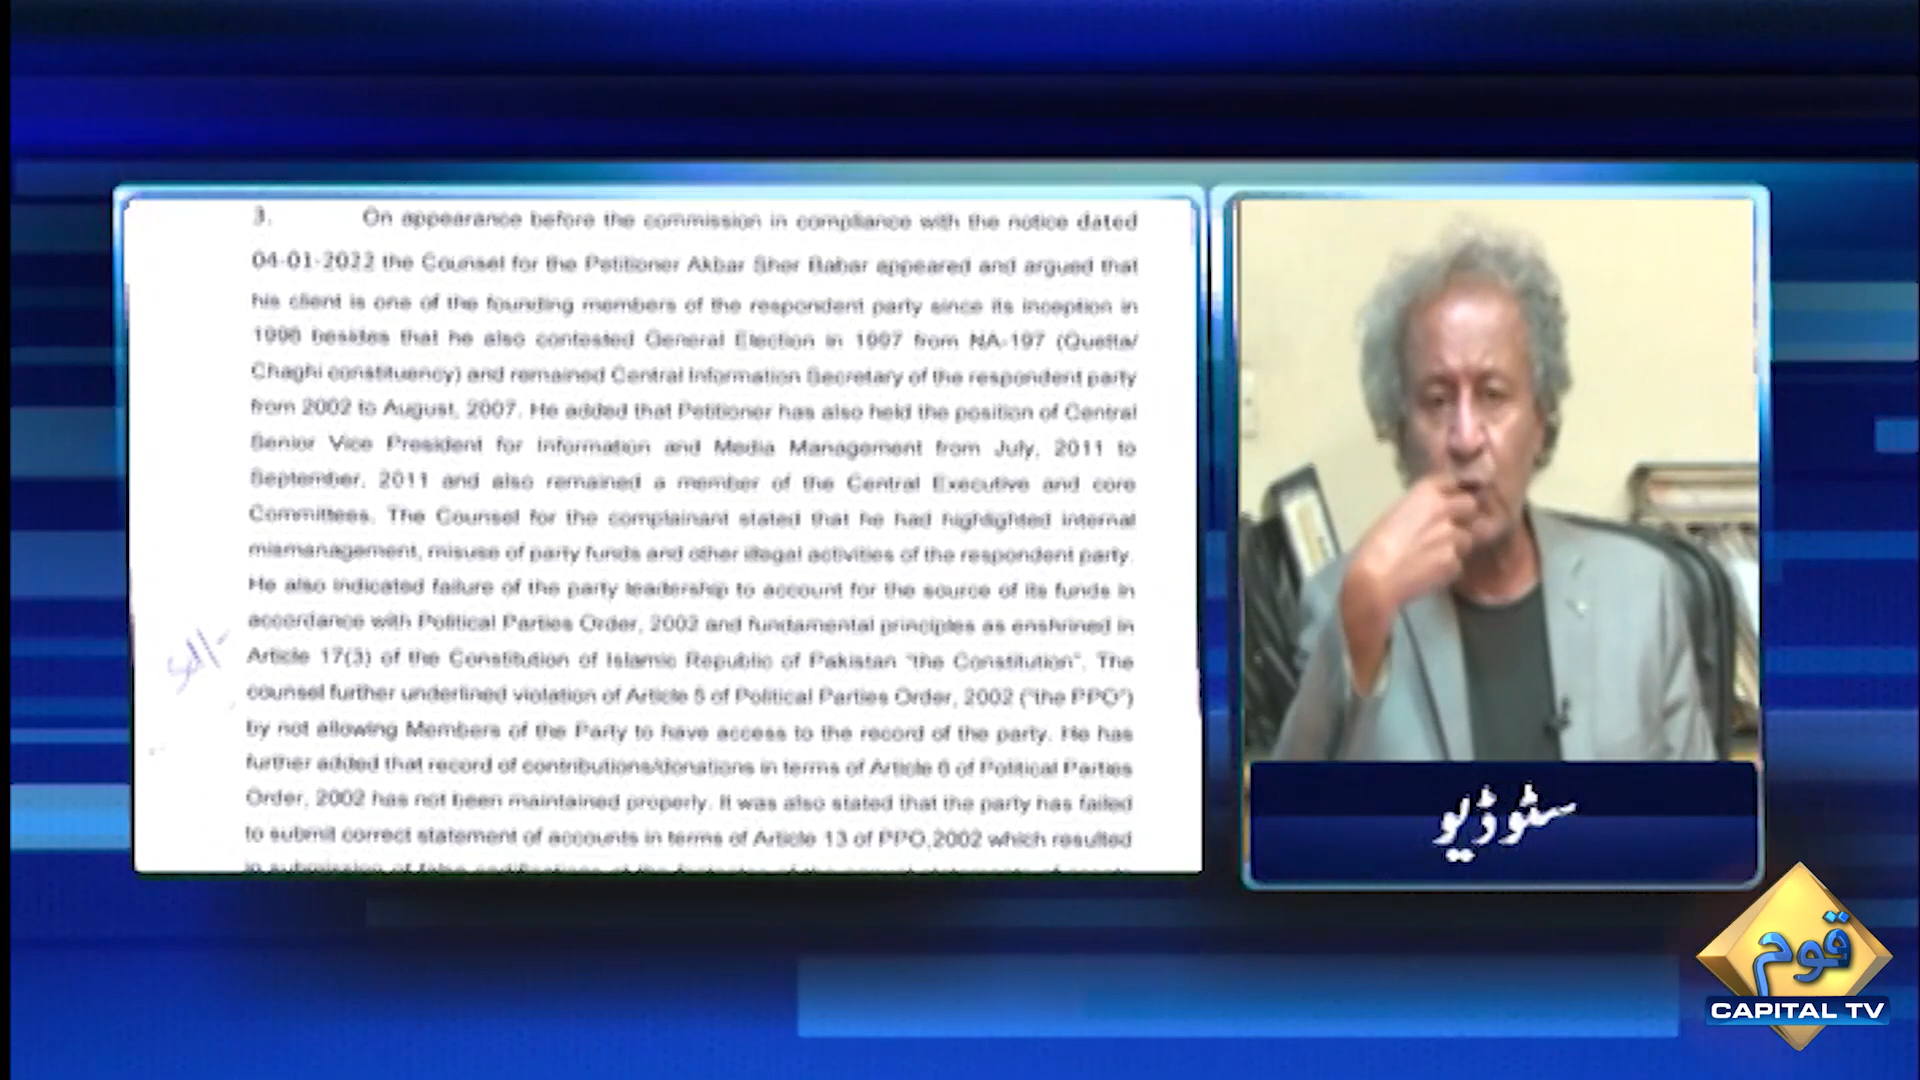 3. On appearance before the commission in compliance with the notice dated
04-01-2022 the Counsel for the Petitioner Akbar Sher Babar appeared and argued that
his client is one of the founding members of the respondent party since its inception in
1996 besides that he also contested General Election in 1997 from NA-197 (Quetta/
Chaghi constituency) and remained Central Information Secretary of the respondent party
from 2002 to August, 2007. He added that Petitioner has also held the position of Central
Senior Vice President for Information and Media Management from July, 2011 to
September, 2011 and also remained a member of the Central Executive and core
Committees. The Counsel for the complainant stated that he had highlighted internal
mismanagement, misuse of party funds and other illegal activities of the respondent party.
He also indicated failure of the party leadership to account for the source of its funds in
accordance with Political Parties Order, 2002 and fundamental principles as enshrined in
Article 17(3) of the Constitution of Islamic Republic of Pakistan "the Constitution". The
counsel further underlined violation of Article 5 of Political Parties Order, 2002 ("the PPO")
by not allowing Members of the Party to have access to the record of the party. He has
further added that record of contributions/donations in terms of Article 6 of Political Parties
Order, 2002 has not been maintained properly. It was also stated that the party has failed
to submit correct statement of accounts in terms of Article 13 of PPO,2002 which resulted
in submission of false
Sd/-
سٹوڈیو
قوم
CAPITAL TV